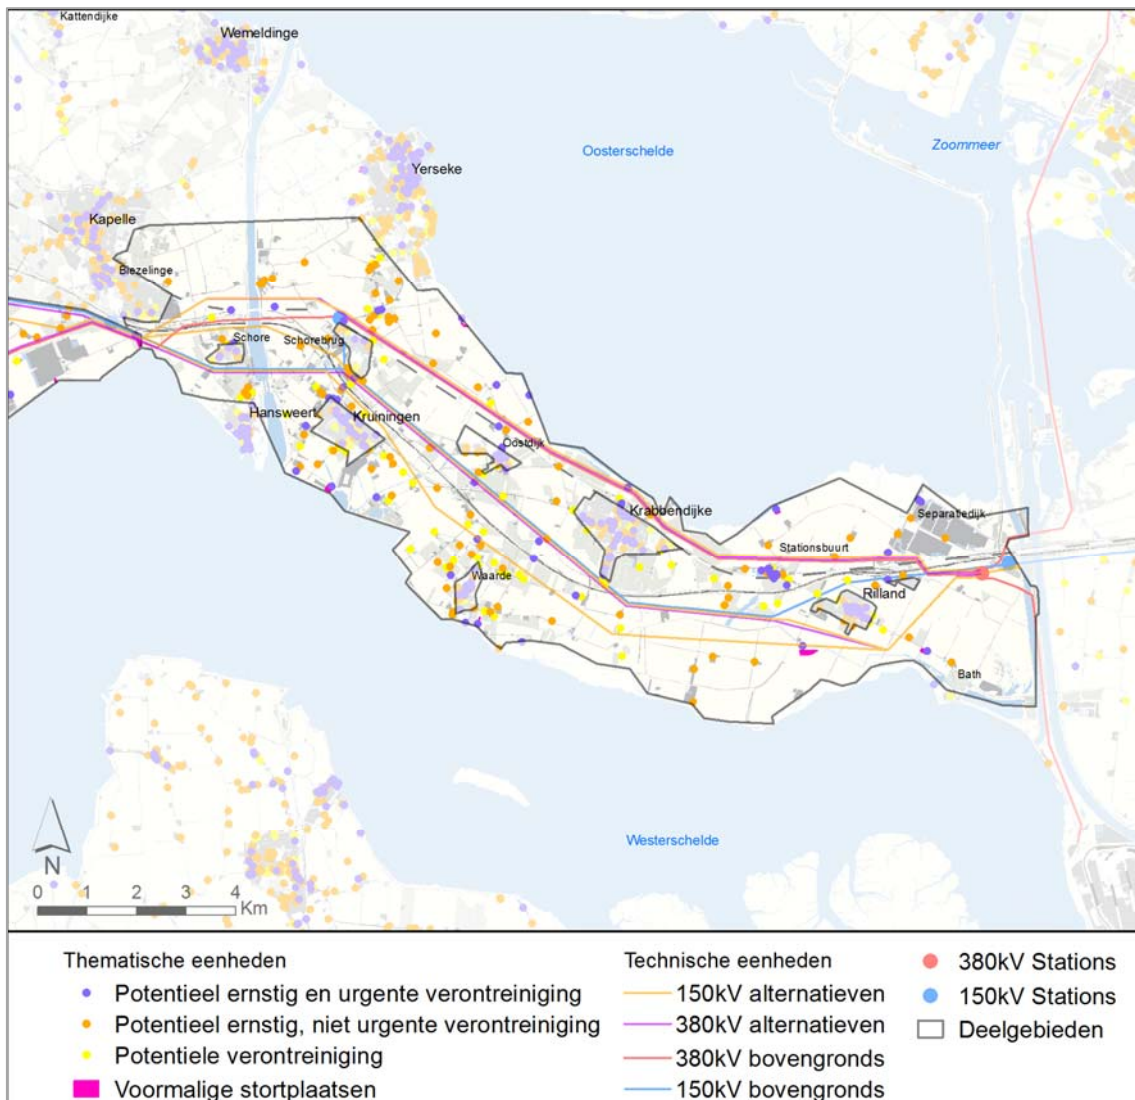 Kattendijke
Wemeldinge
Oosterschelde
Zoommeer
Yerseke
Kapelle
Biezelinge
Schore
Schorebrug
Hansweert
Kruiningen
Oostdijk
Krabbendijke
Separatiedijk
Stationsbuurt
Waarde
Rilland
Bath
Westerschelde
N
0 1 2 3 4
Km
Thematische eenheden
Potentieel ernstig en urgente verontreiniging
Potentieel ernstig, niet urgente verontreiniging
Potentiele verontreiniging
Voormalige stortplaatsen
Technische eenheden
150kV alternatieven
380kV alternatieven
380kV bovengronds
150kV bovengronds
380kV Stations
150kV Stations
Deelgebieden